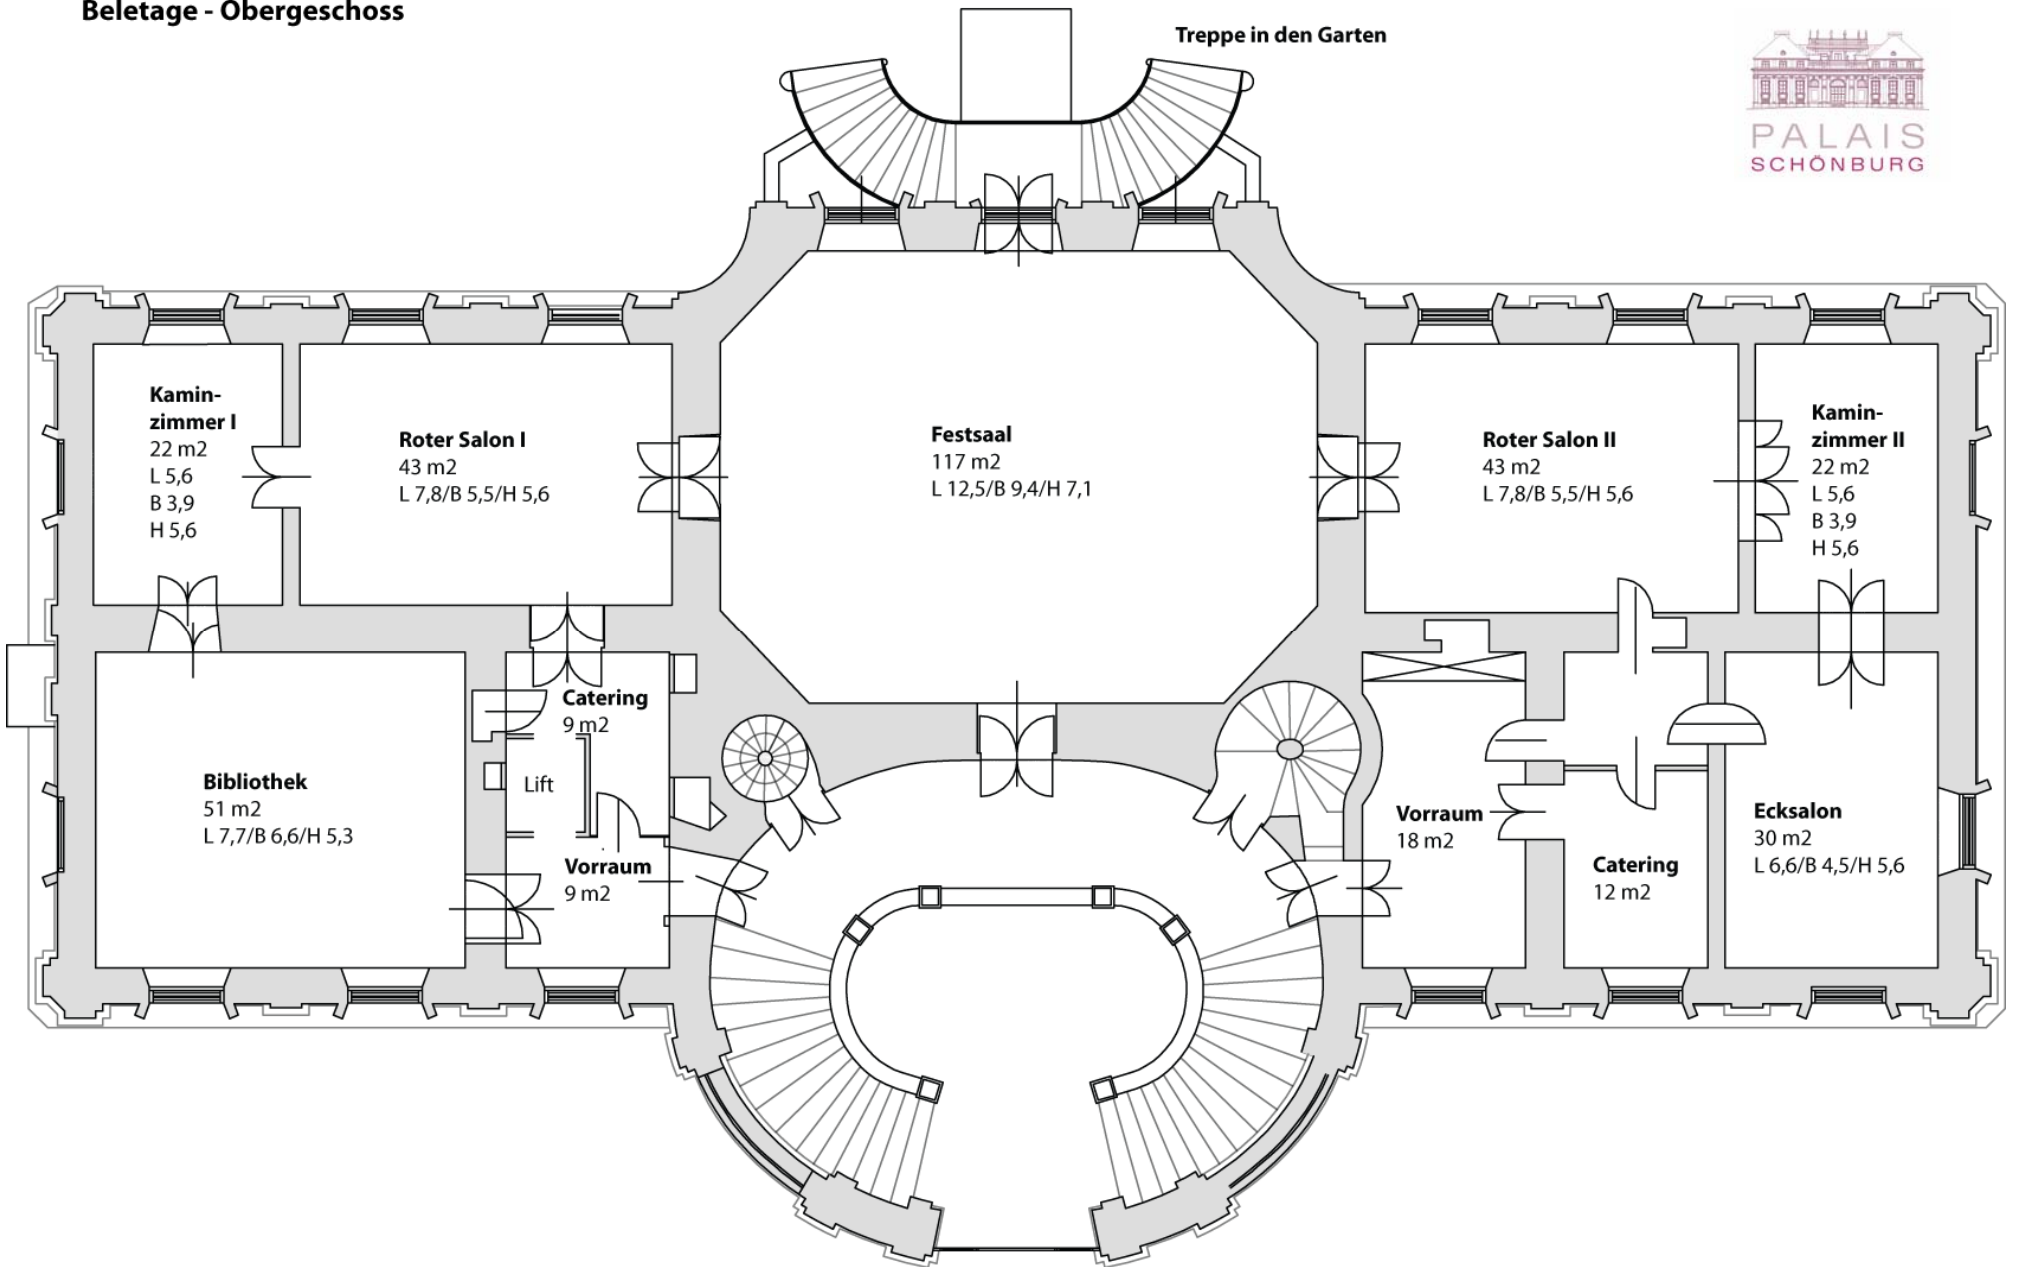 Beletage - Obergeschoss
Treppe in den Garten
PALAIS
SCHÖNBURG
Kamin-
zimmer I
22 m2
L 5,6
B 3,9
H 5,6
Roter Salon I
43 m2
L 7,8/B 5,5/H 5,6
Festsaal
117 m2
L 12,5/B 9,4/H 7,1
Roter Salon II
43 m2
L 7,8/B 5,5/H 5,6
Kamin-
zimmer II
22 m2
L 5,6
B 3,9
H 5,6
Bibliothek
51 m2
L 7,7/B 6,6/H 5,3
Catering
9 m2
Lift
Vorraum
9 m2
Vorraum
18 m2
Catering
12 m2
Ecksalon
30 m2
L 6,6/B 4,5/H 5,6